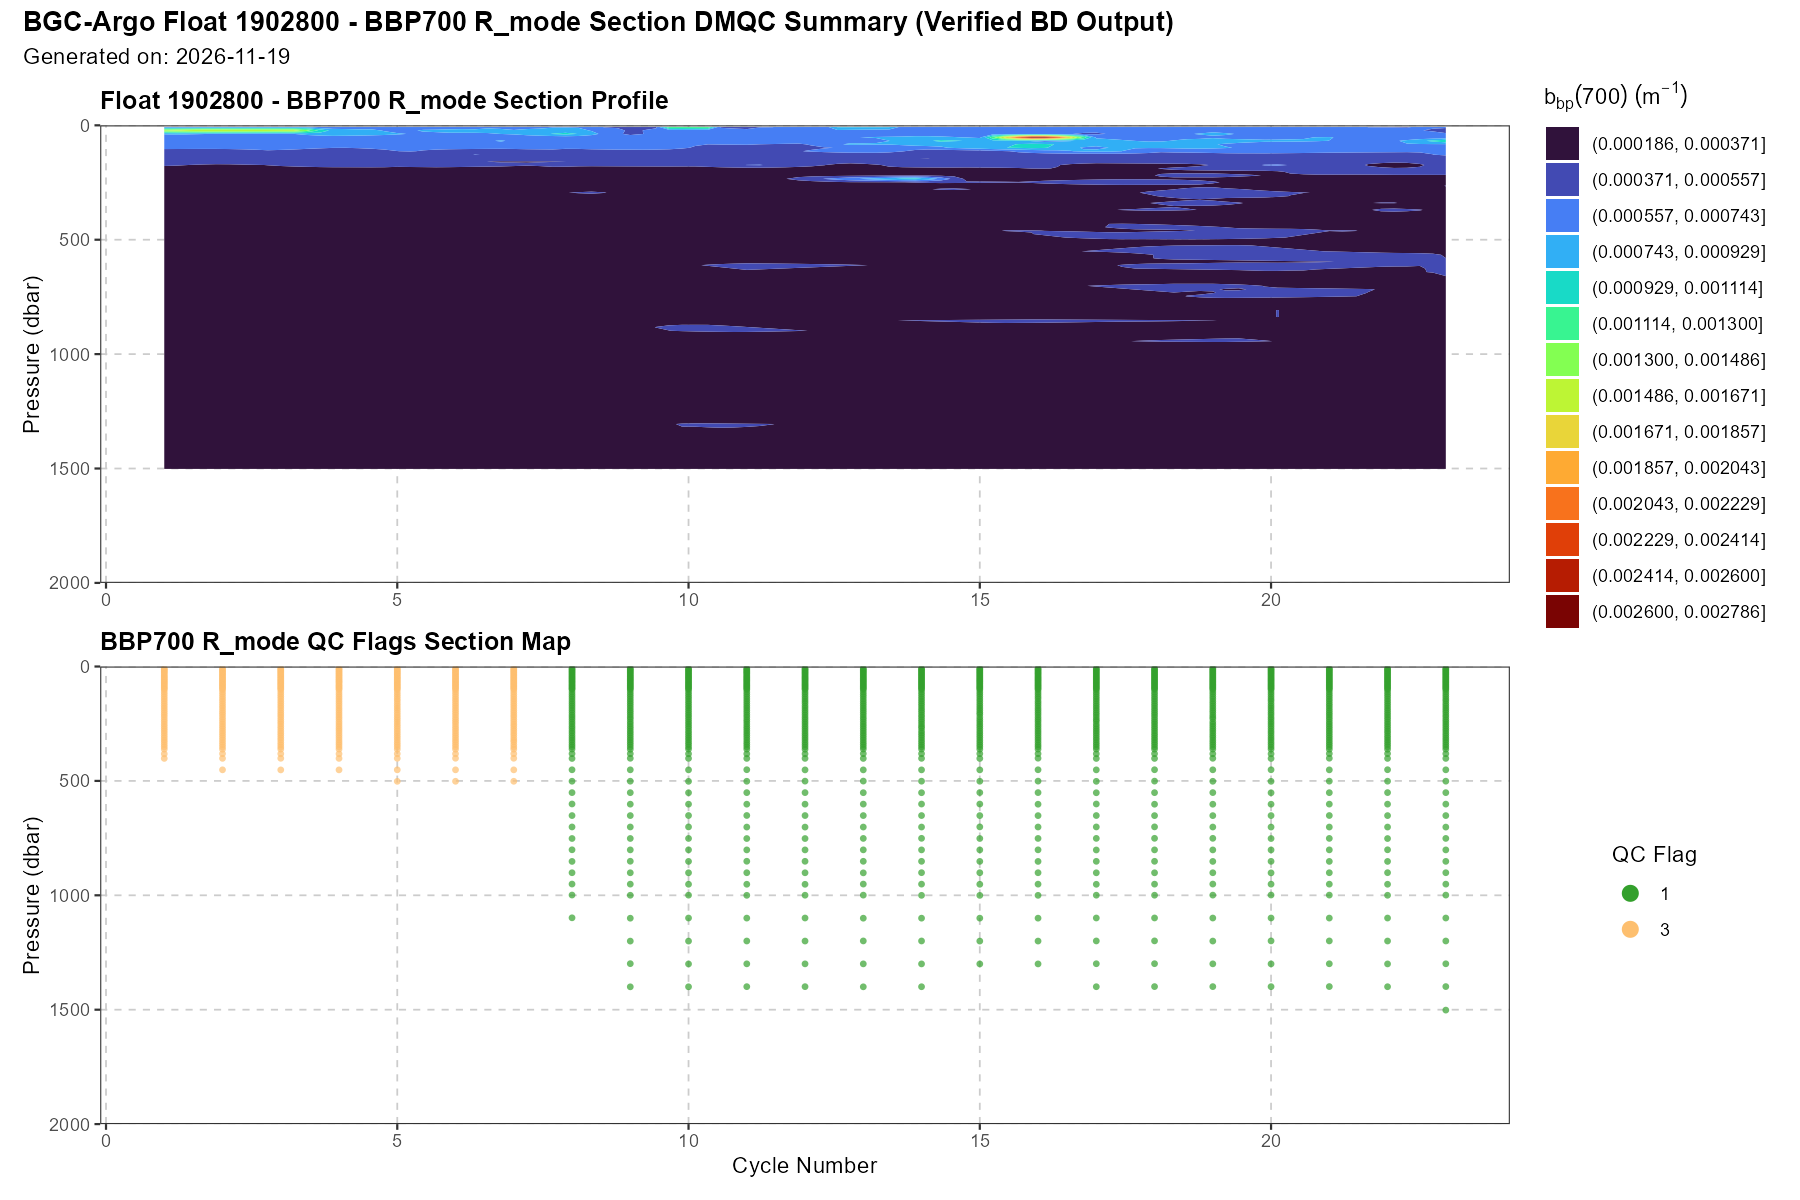 BGC-Argo Float 1902800 - BBP700 R_mode Section DMQC Summary (Verified BD Output)
Generated on: 2026-11-19
Float 1902800 - BBP700 R_mode Section Profile
Pressure (dbar)
0
500
1000
1500
2000
0 5 10 15 20
b_bp(700) (m⁻¹)
(0.000186, 0.000371]
(0.000371, 0.000557]
(0.000557, 0.000743]
(0.000743, 0.000929]
(0.000929, 0.001114]
(0.001114, 0.001300]
(0.001300, 0.001486]
(0.001486, 0.001671]
(0.001671, 0.001857]
(0.001857, 0.002043]
(0.002043, 0.002229]
(0.002229, 0.002414]
(0.002414, 0.002600]
(0.002600, 0.002786]
BBP700 R_mode QC Flags Section Map
Pressure (dbar)
0
500
1000
1500
2000
0 5 10 15 20
Cycle Number
QC Flag
1
3